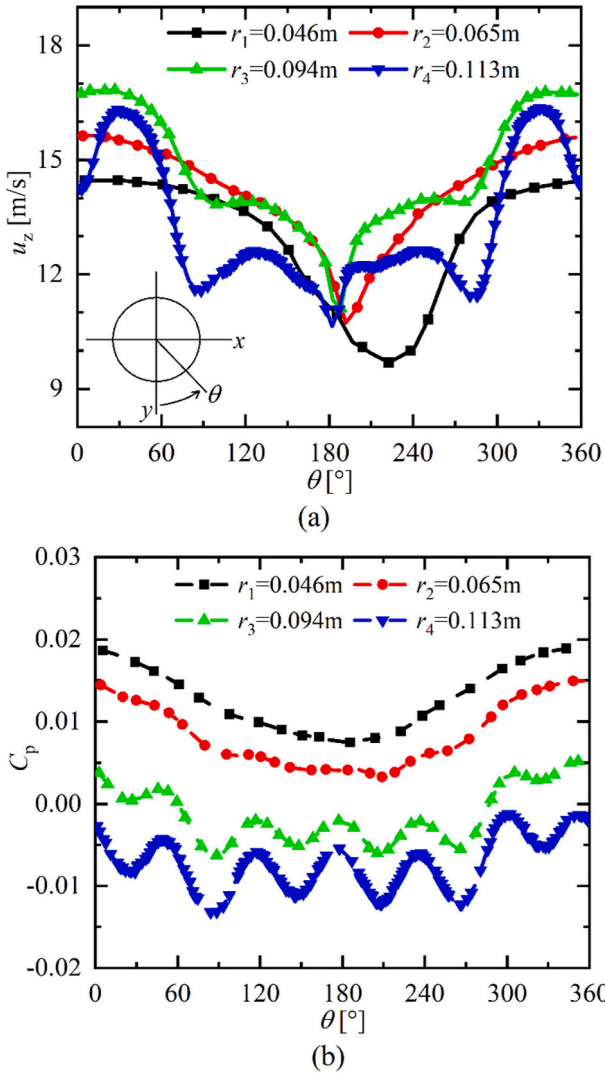 r1=0.046m r2=0.065m
r3=0.094m r4=0.113m
18
15
12
9
uz [m/s]
x
y
θ
0 60 120 180 240 300 360
θ [°]
(a)
r1=0.046m r2=0.065m
r3=0.094m r4=0.113m
0.03
0.02
0.01
0.00
-0.01
-0.02
Cp
0 60 120 180 240 300 360
θ [°]
(b)